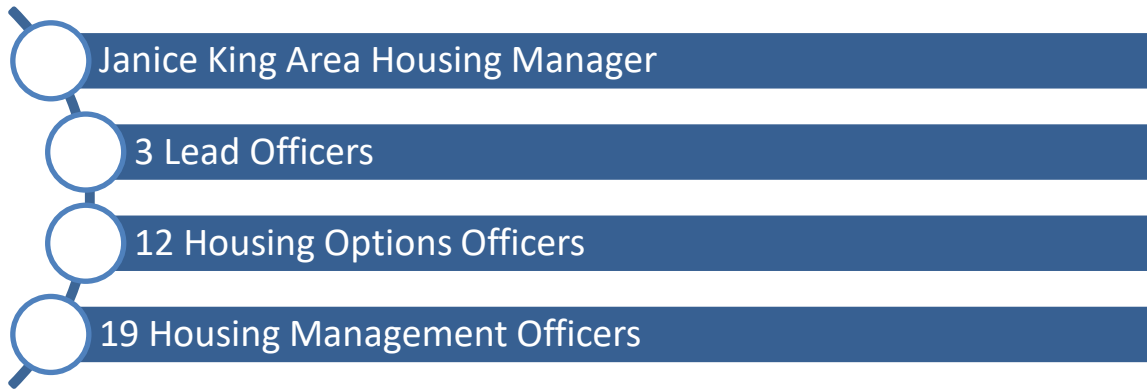 Janice King Area Housing Manager
3 Lead Officers
12 Housing Options Officers
19 Housing Management Officers